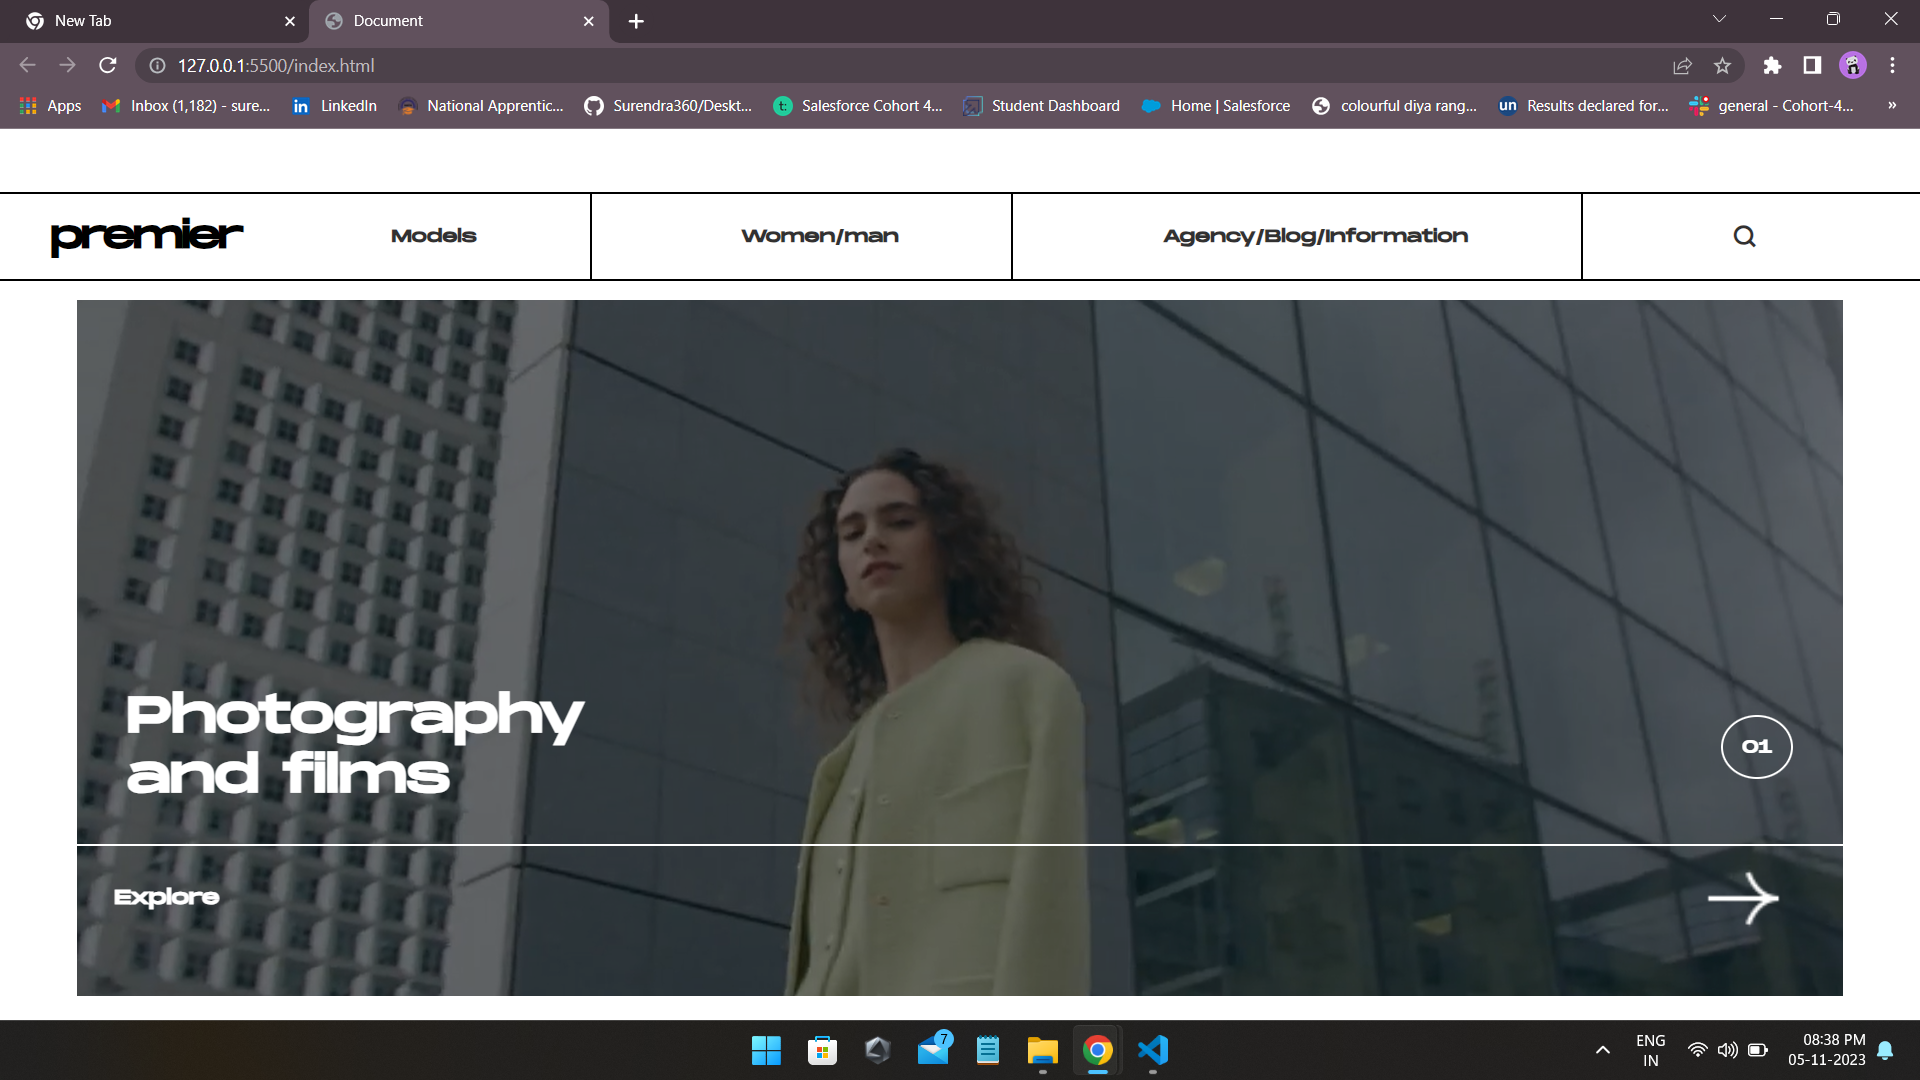 New Tab
Document
127.0.0.1:5500/index.html
Apps
Inbox (1,182) - sure...
in
LinkedIn
National Apprentic...
Surendra360/Deskt...
t:
Salesforce Cohort 4...
Student Dashboard
Home | Salesforce
colourful diya rang...
un
Results declared for...
general - Cohort-4...
»
premier
Models
Women/man
Agency/Blog/Information
Photography
and films
01
Explore
7
ENG
IN
08:38 PM
05-11-2023